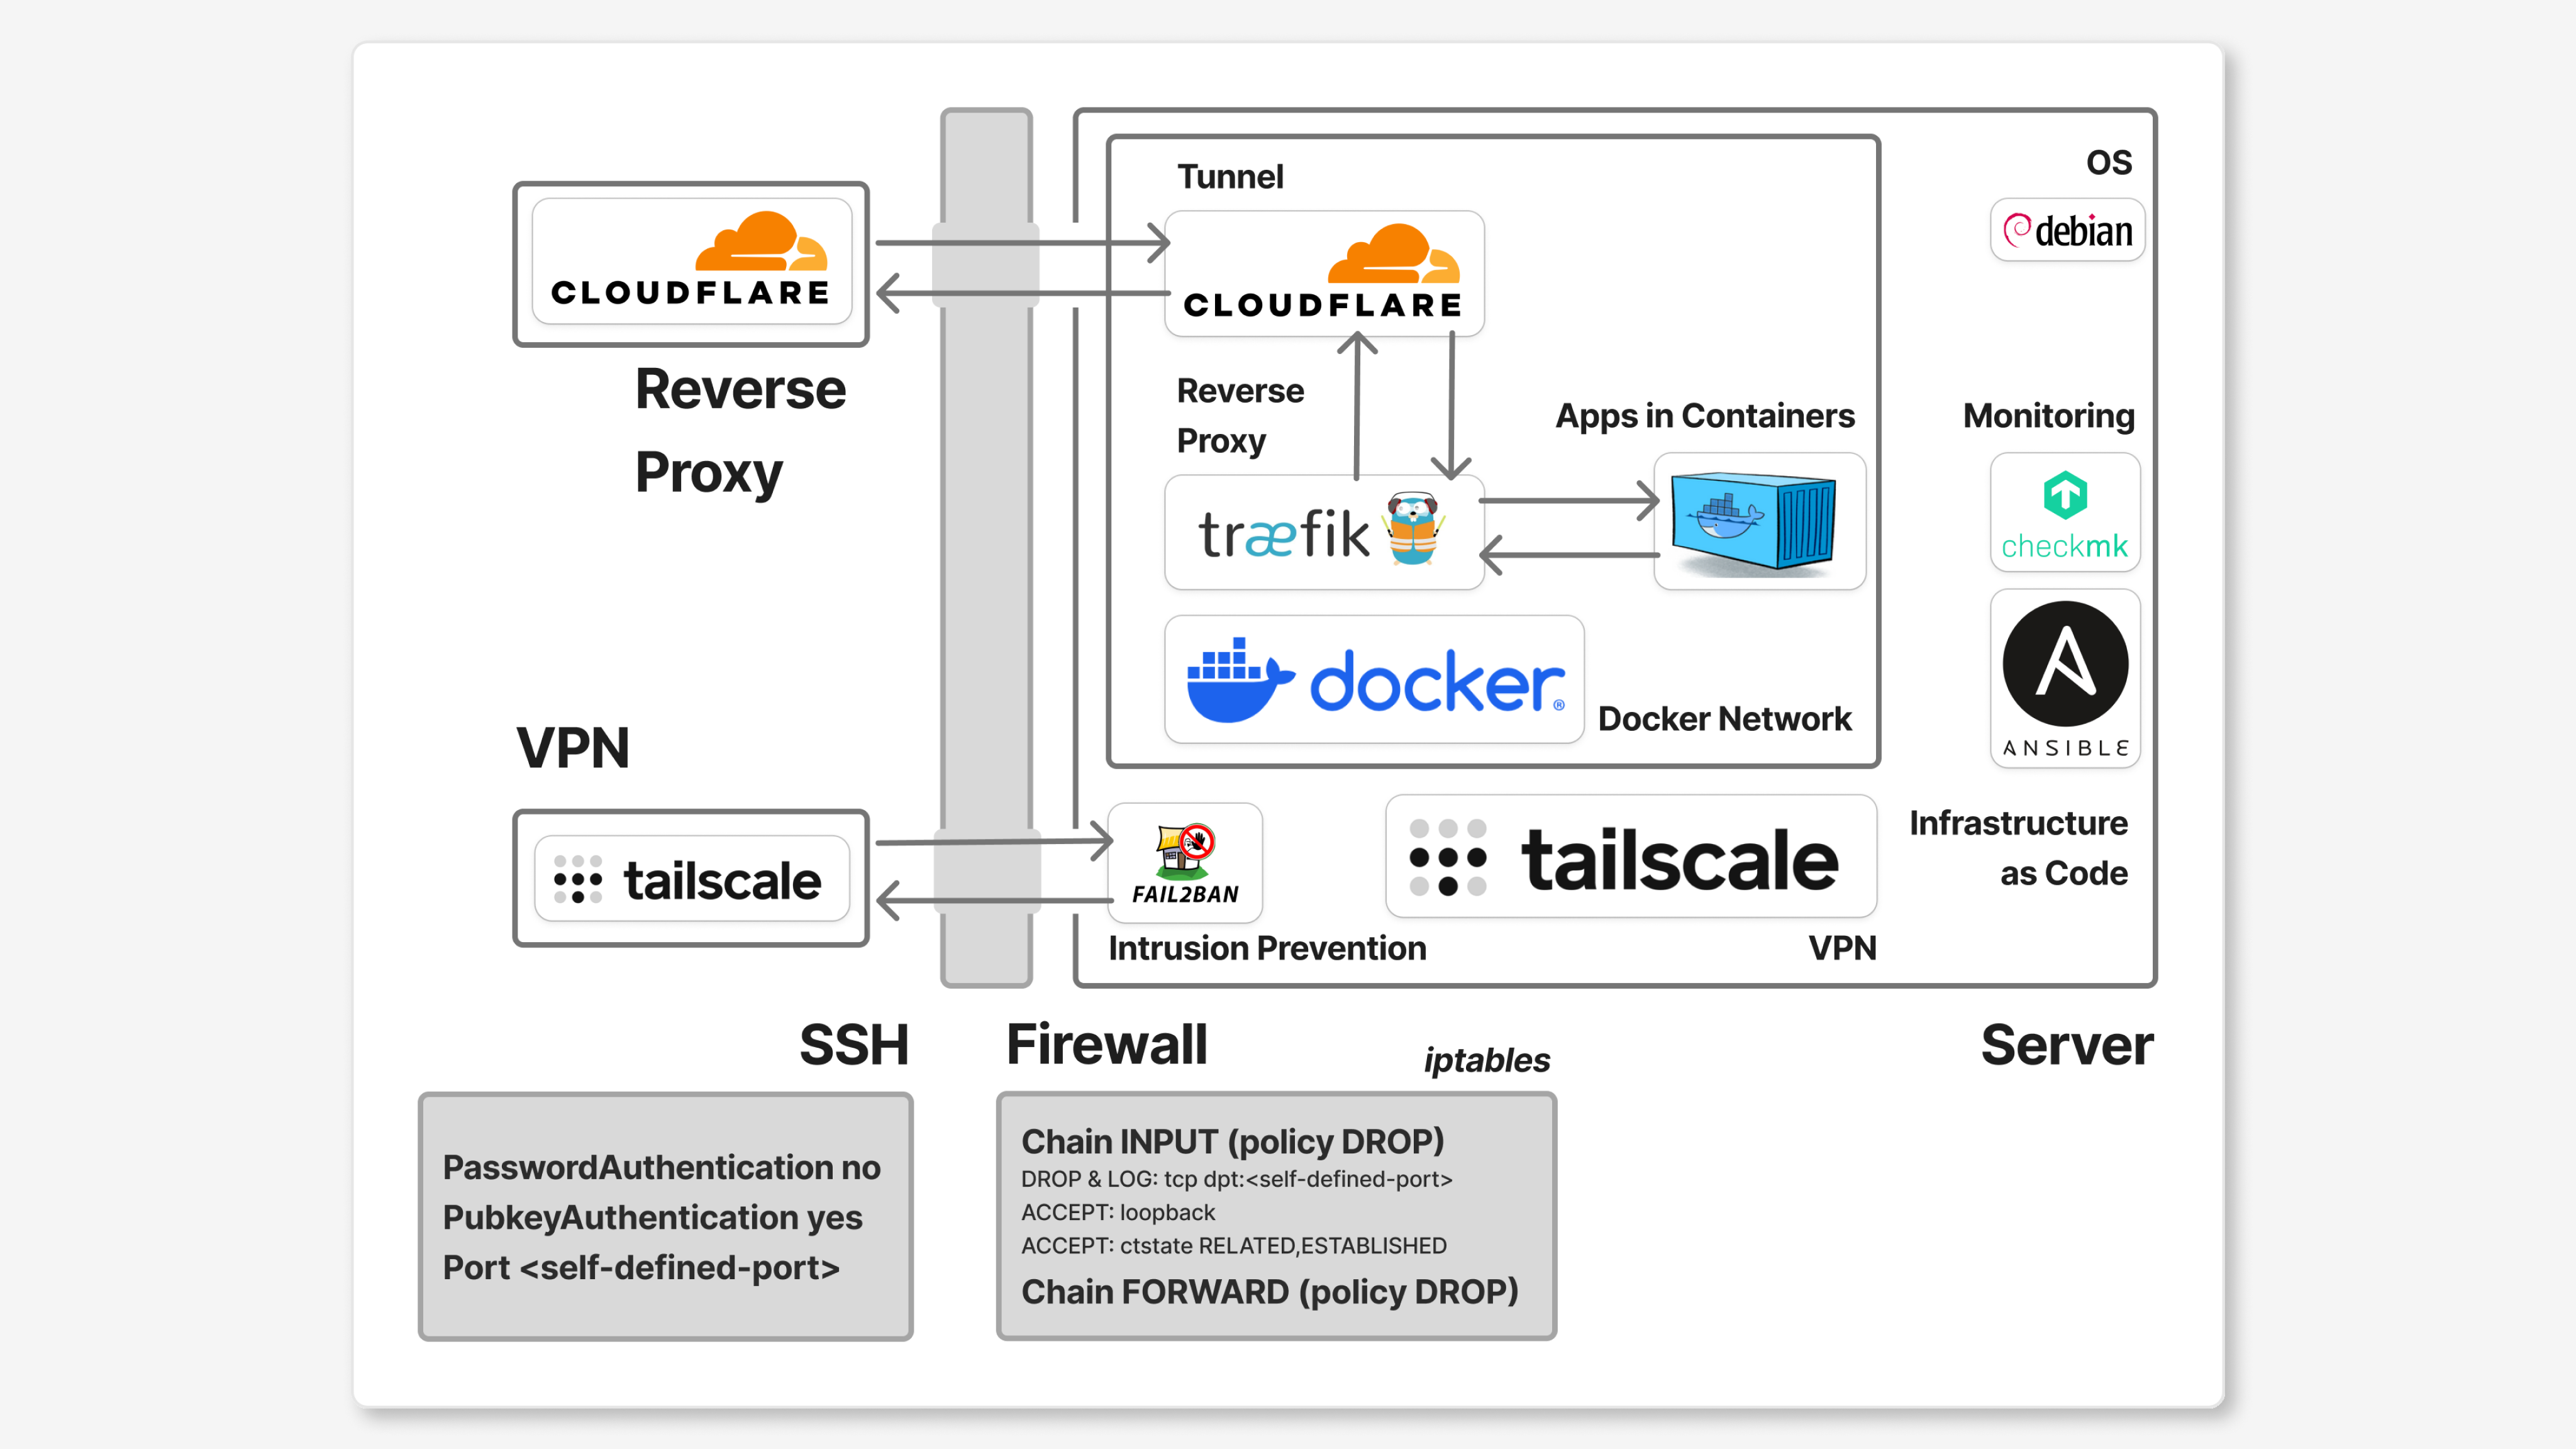 CLOUDFLARE
Reverse
Proxy
VPN
tailscale
Tunnel
CLOUDFLARE
Reverse
Proxy
træfik
Apps in Containers
docker®
Docker Network
FAIL2BAN
Intrusion Prevention
tailscale
VPN
OS
debian
Monitoring
checkmk
ANSIBLE
Infrastructure
as Code
SSH
PasswordAuthentication no
PubkeyAuthentication yes
Port <self-defined-port>
Firewall
iptables
Chain INPUT (policy DROP)
DROP & LOG: tcp dpt:<self-defined-port>
ACCEPT: loopback
ACCEPT: ctstate RELATED,ESTABLISHED
Chain FORWARD (policy DROP)
Server